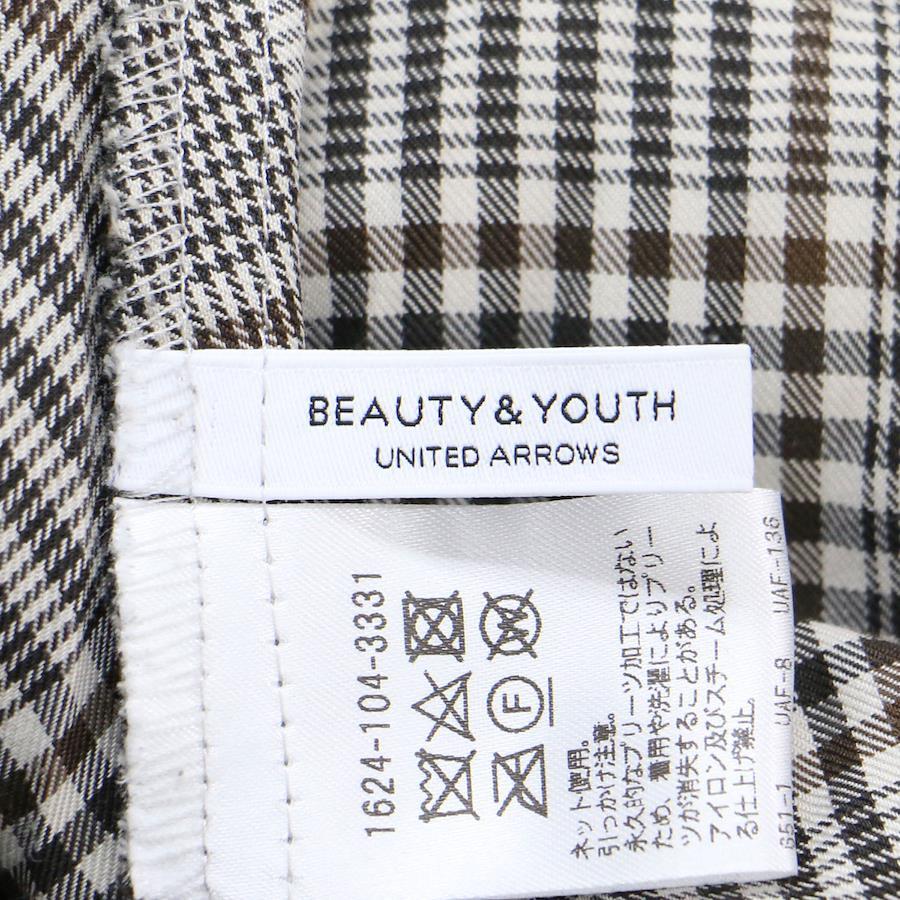 BEAUTY & YOUTH
UNITED ARROWS
1624-104-3331
F
W
ネット使用。
引っかけ注意。
永久的なプリーツ加工ではない
ため、着用や洗濯によりプリー
ツが消失することがある。
アイロン及びスチーム処理によ
る仕上げ禁止。
651-1 UAF-8 UAF-136